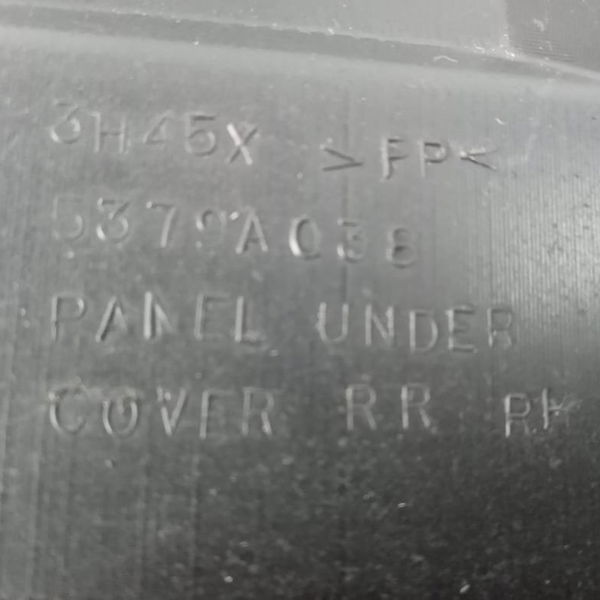 3H45X >FP<
5379A038
PANEL UNDER
COVER RR RH